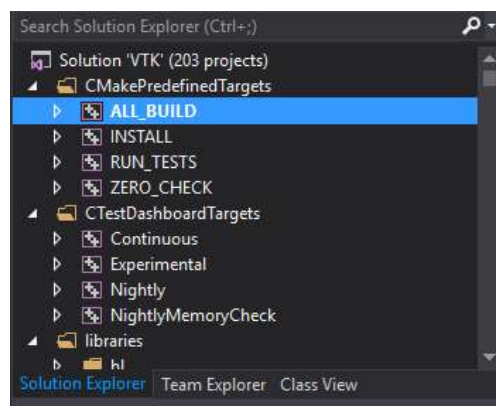 Search Solution Explorer (Ctrl+;)
Solution 'VTK' (203 projects)
CMakePredefinedTargets
ALL_BUILD
INSTALL
RUN_TESTS
ZERO_CHECK
CTestDashboardTargets
Continuous
Experimental
Nightly
NightlyMemoryCheck
libraries
Solution Explorer Team Explorer Class View